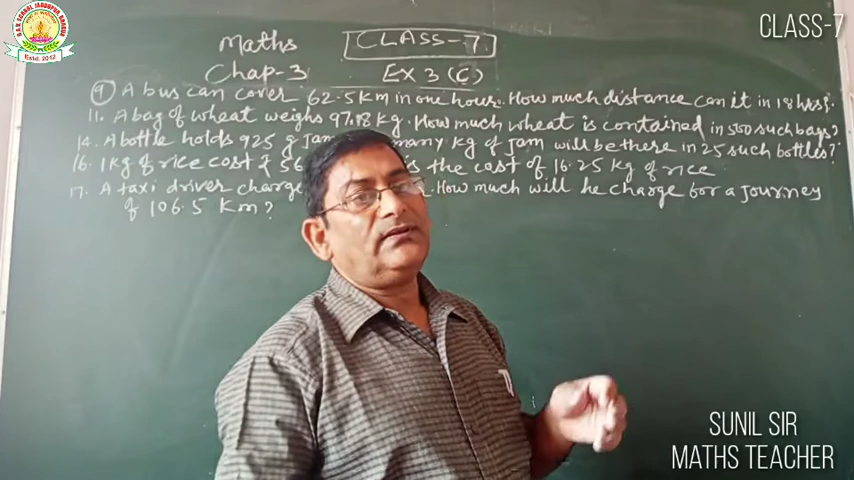 CLASS-7
Maths
CLASS-7.
Chap-3
EX 3 (C)
9) A bus can cover 62.5 Km in one hour. How much distance can it in 18 hrs?
11. A bag of wheat weighs 97.18 kg. How much wheat is contained in 500 such bags?
14. A bottle holds 925 g Jam many kg of Jam will be there in 25 such bottles?
16. 1 kg of rice cost ₹ 56 is the cost of 16.25 kg of rice
17. A taxi driver charge How much will he charge for a Journey
of 106.5 Km?
SUNIL SIR
MATHS TEACHER
Estd. 2012